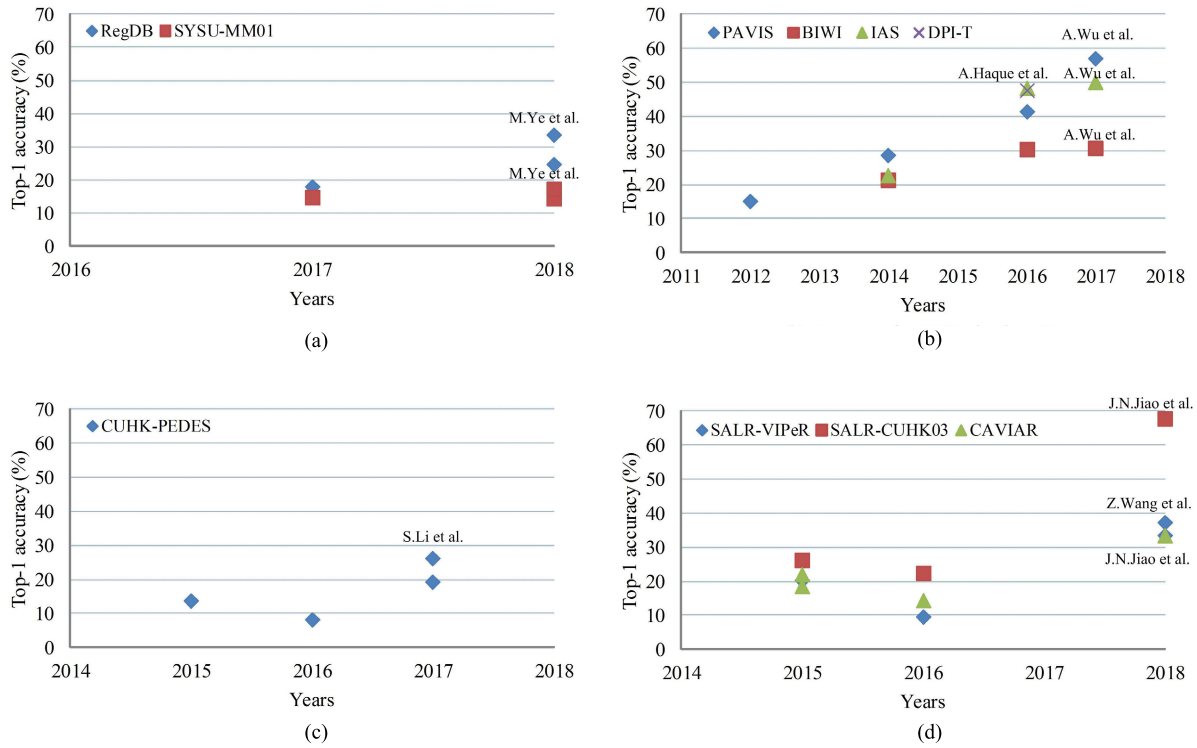 RegDB SYSU-MM01
Top-1 accuracy (%)
70
60
50
40
30
20
10
0
M.Ye et al.
M.Ye et al.
2016 2017 2018
Years
(a)
PAVIS BIWI IAS DPI-T
Top-1 accuracy (%)
70
60
50
40
30
20
10
0
A.Wu et al.
A.Haque et al. A.Wu et al.
A.Wu et al.
2011 2012 2013 2014 2015 2016 2017 2018
Years
(b)
CUHK-PEDES
Top-1 accuracy (%)
70
60
50
40
30
20
10
0
S.Li et al.
2014 2015 2016 2017 2018
Years
(c)
J.N.Jiao et al.
SALR-VIPeR SALR-CUHK03 CAVIAR
Top-1 accuracy (%)
70
60
50
40
30
20
10
0
Z.Wang et al.
J.N.Jiao et al.
2014 2015 2016 2017 2018
Years
(d)